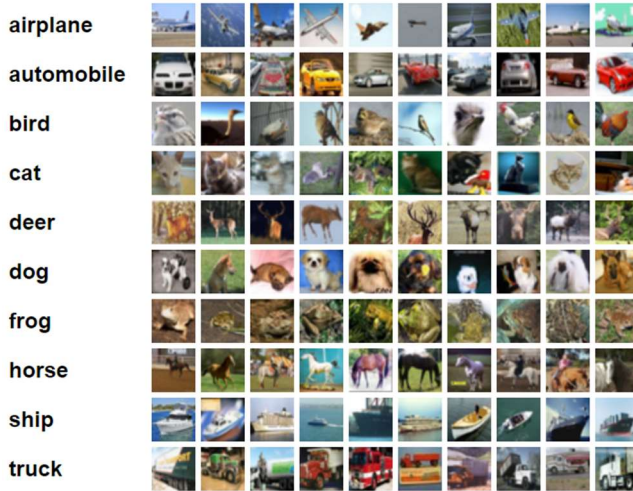 airplane
automobile
bird
cat
deer
dog
frog
horse
ship
truck